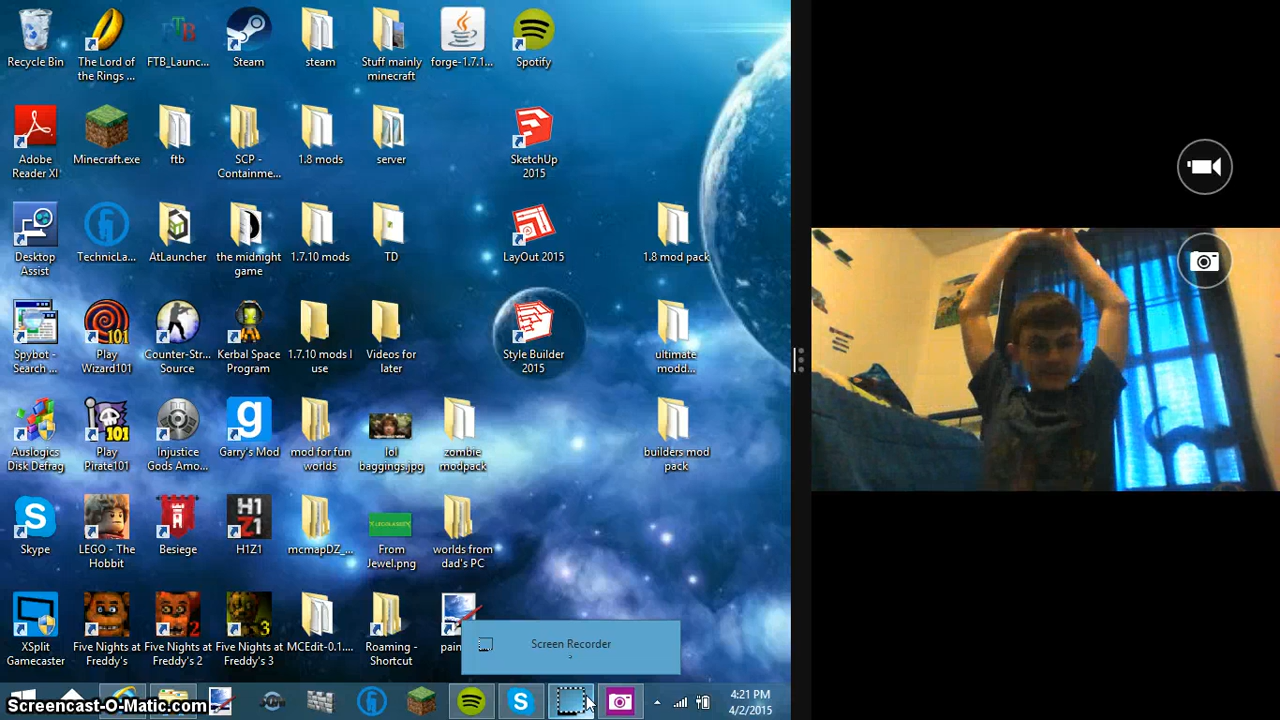 Recycle Bin
The Lord of the Rings ...
FTB_Launc...
Steam
steam
Stuff mainly minecraft
forge-1.7.1...
Spotify
Adobe Reader XI
Minecraft.exe
ftb
SCP - Containme...
1.8 mods
server
SketchUp 2015
Desktop Assist
TechnicLa...
ATLauncher
the midnight game
1.7.10 mods
TD
LayOut 2015
1.8 mod pack
Spybot - Search ...
Play Wizard101
Counter-Str... Source
Kerbal Space Program
1.7.10 mods I use
Videos for later
Style Builder 2015
ultimate modd...
Auslogics Disk Defrag
Play Pirate101
Injustice Gods Amo...
Garry's Mod
mod for fun worlds
lol baggings.jpg
zombie modpack
builders mod pack
Skype
LEGO - The Hobbit
Besiege
H1Z1
mcmapDZ_...
From Jewel.png
worlds from dad's PC
XSplit Gamecaster
Five Nights at Freddy's
Five Nights at Freddy's 2
Five Nights at Freddy's 3
MCEdit-0.1....
Roaming - Shortcut
pain
Screen Recorder
4:21 PM
4/2/2015
Screencast-O-Matic.com